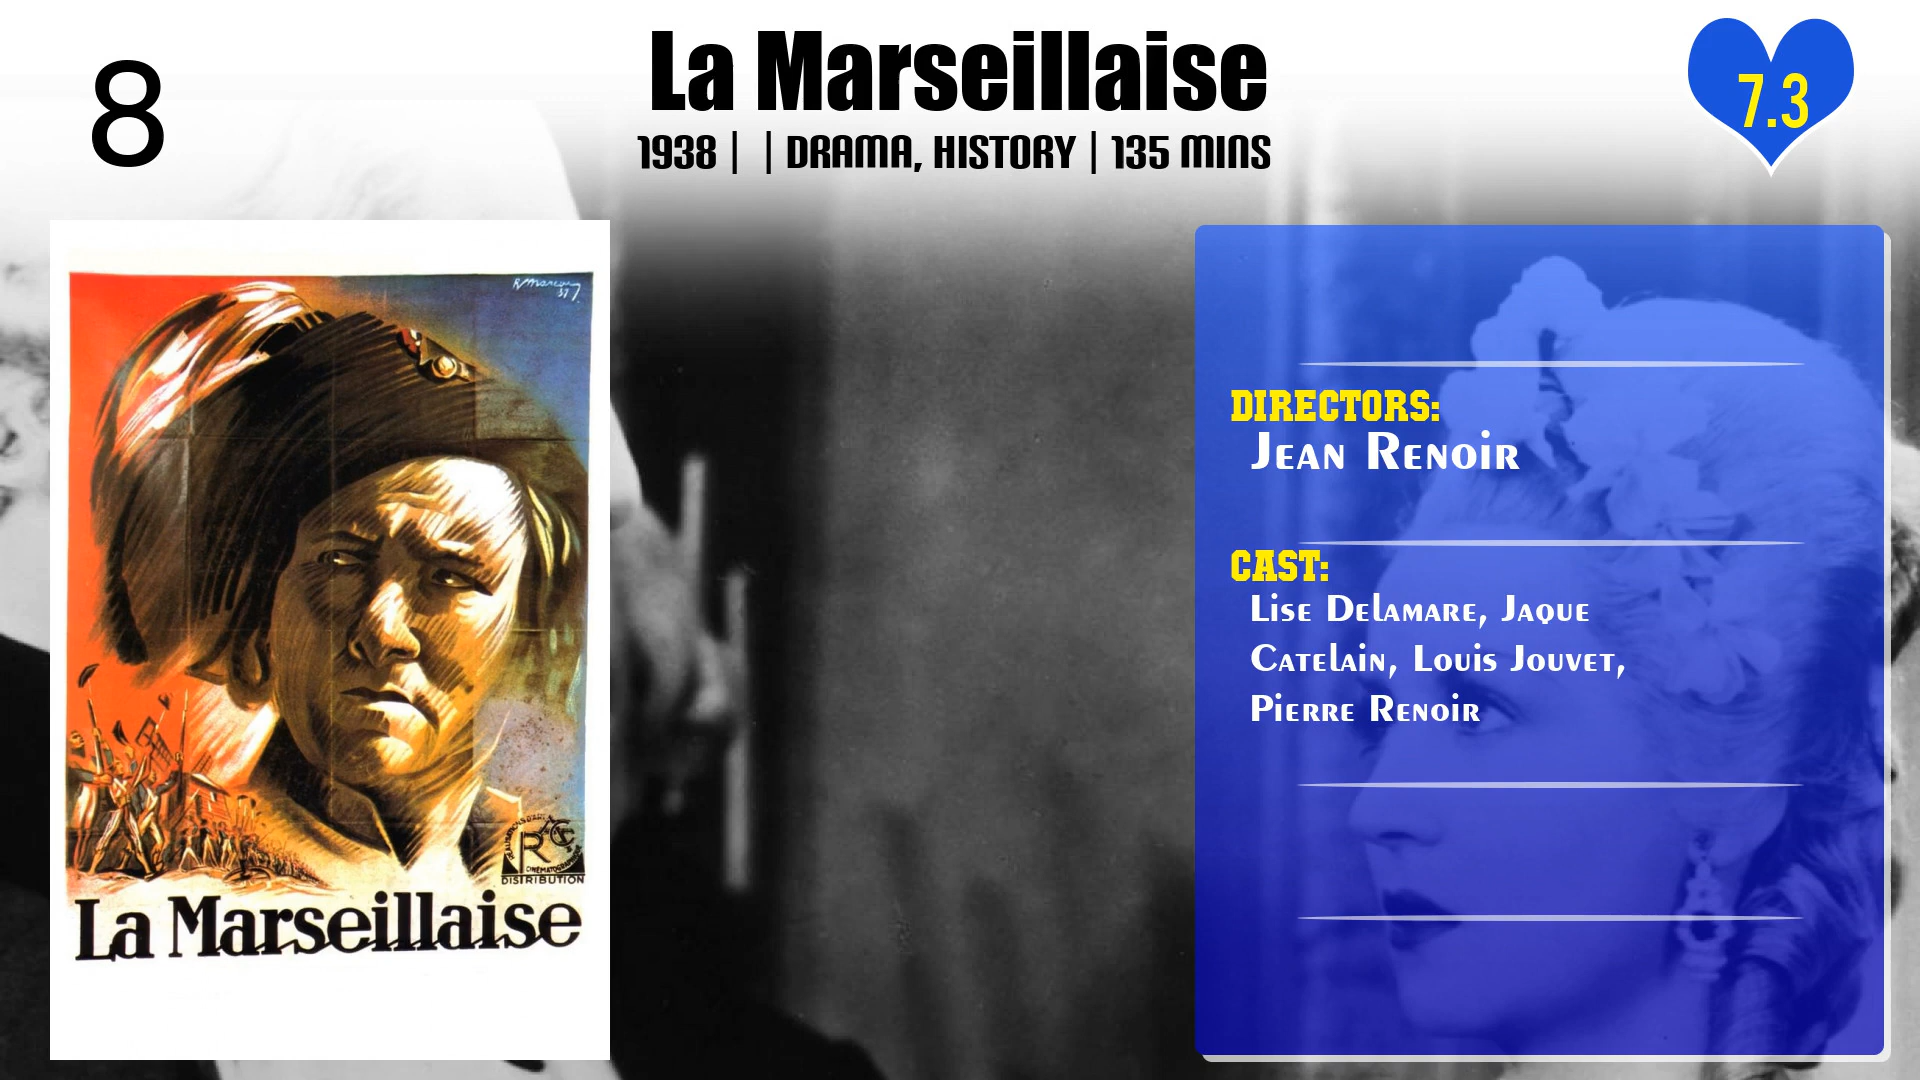 8
La Marseillaise
1938 | | DRAMA, HISTORY | 135 MINS
7.3
DIRECTORS:
Jean Renoir
CAST:
Lise Delamare, Jaque
Catelain, Louis Jouvet,
Pierre Renoir
37
DISTRIBUTION
La Marseillaise